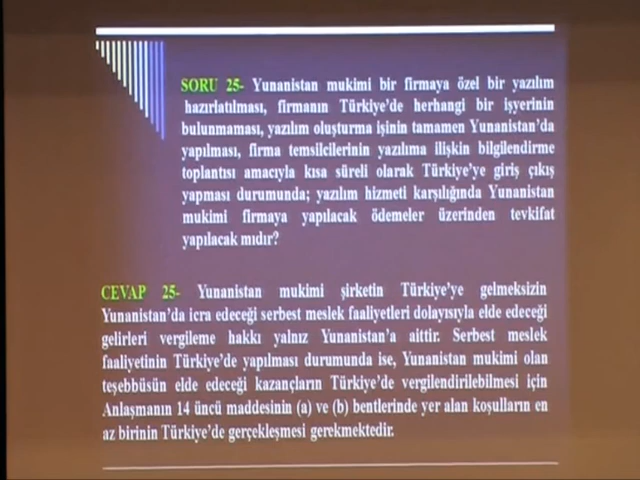 SORU 25- Yunanistan mukimi bir firmaya özel bir yazılım
hazırlatılması, firmanın Türkiye'de herhangi bir işyerinin
bulunmaması, yazılım oluşturma işinin tamamen Yunanistan'da
yapılması, firma temsilcilerinin yazılıma ilişkin bilgilendirme
toplantısı amacıyla kısa süreli olarak Türkiye'ye giriş çıkış
yapması durumunda; yazılım hizmeti karşılığında Yunanistan
mukimi firmaya yapılacak ödemeler üzerinden tevkifat
yapılacak mıdır?
CEVAP 25- Yunanistan mukimi şirketin Türkiye'ye gelmeksizin
Yunanistan'da icra edeceği serbest meslek faaliyetleri dolayısıyla elde edeceği
gelirleri vergileme hakkı yalnız Yunanistan'a aittir. Serbest meslek
faaliyetinin Türkiye'de yapılması durumunda ise, Yunanistan mukimi olan
teşebbüsün elde edeceği kazançların Türkiye'de vergilendirilebilmesi için
Anlaşmanın 14 üncü maddesinin (a) ve (b) bentlerinde yer alan koşulların en
az birinin Türkiye'de gerçekleşmesi gerekmektedir.